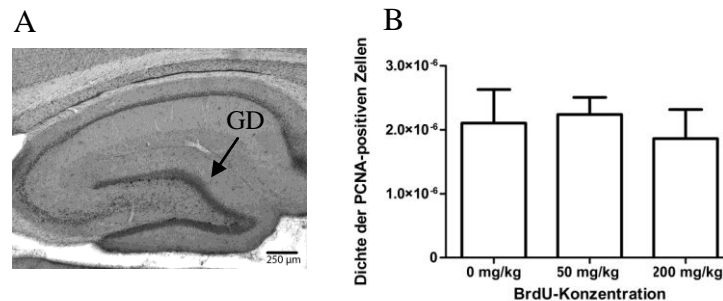 A
GD
250 µm
B
Dichte der PCNA-positiven Zellen
3.0×10⁻⁶
2.0×10⁻⁶
1.0×10⁻⁶
0
0 mg/kg 50 mg/kg 200 mg/kg
BrdU-Konzentration